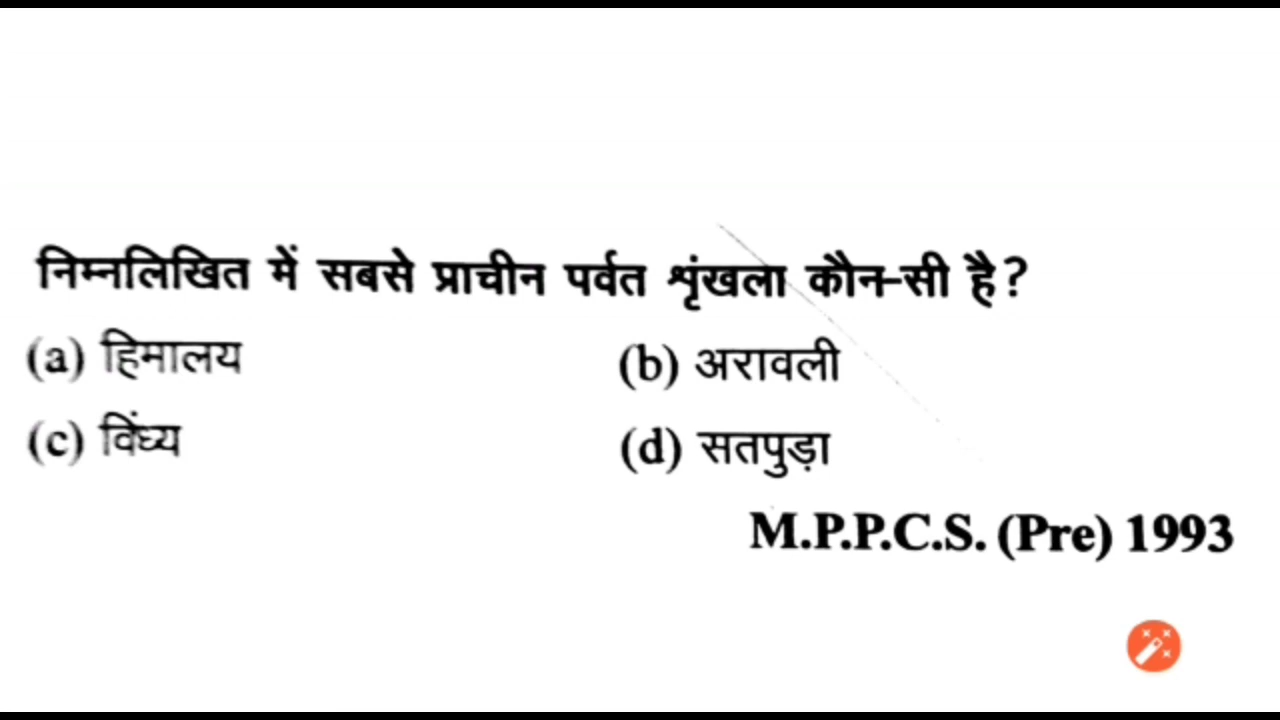 निम्नलिखित में सबसे प्राचीन पर्वत शृंखला कौन-सी है?
(a) हिमालय (b) अरावली
(c) विंध्य (d) सतपुड़ा
M.P.P.C.S. (Pre) 1993